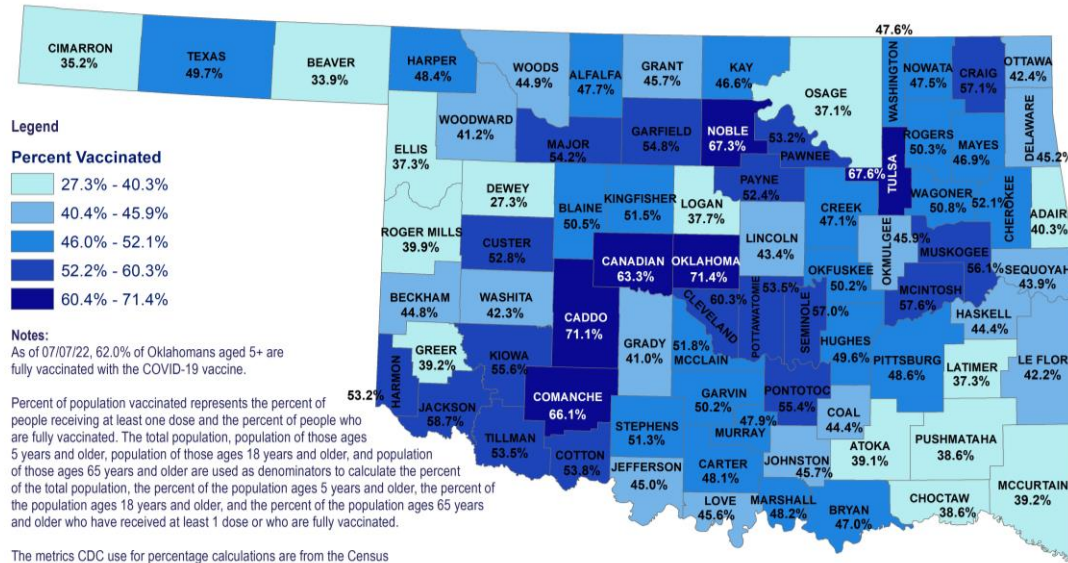 47.6%
CIMARRON
35.2%
TEXAS
49.7%
BEAVER
33.9%
HARPER
48.4%
WOODS
44.9%
ALFALFA
47.7%
GRANT
45.7%
KAY
46.6%
OSAGE
37.1%
WASHINGTON
NOWATA
47.5%
CRAIG
57.1%
OTTAWA
42.4%
WOODWARD
41.2%
MAJOR
54.2%
GARFIELD
54.8%
NOBLE
67.3%
53.2%
PAWNEE
ROGERS
50.3%
MAYES
46.9%
DELAWARE
45.2%
ELLIS
37.3%
DEWEY
27.3%
BLAINE
50.5%
KINGFISHER
51.5%
LOGAN
37.7%
PAYNE
52.4%
67.6%
TULSA
CREEK
47.1%
WAGONER
50.8%
52.1%
CHEROKEE
ADAIR
40.3%
ROGER MILLS
39.9%
CUSTER
52.8%
CANADIAN
63.3%
OKLAHOMA
71.4%
LINCOLN
43.4%
OKMULGEE
45.9%
MUSKOGEE
56.1%
SEQUOYAH
43.9%
BECKHAM
44.8%
WASHITA
42.3%
CADDO
71.1%
GRADY
41.0%
60.3%
CLEVELAND
POTTAWATOMIE
53.5%
SEMINOLE
57.0%
OKFUSKEE
50.2%
MCINTOSH
57.6%
HASKELL
44.4%
LE FLOR
42.2%
GREER
39.2%
KIOWA
55.6%
51.8%
MCCLAIN
HUGHES
49.6%
PITTSBURG
48.6%
LATIMER
37.3%
53.2%
HARMON
JACKSON
58.7%
COMANCHE
66.1%
GARVIN
50.2%
PONTOTOC
55.4%
COAL
44.4%
TILLMAN
53.5%
COTTON
53.8%
STEPHENS
51.3%
47.9%
MURRAY
JOHNSTON
45.7%
ATOKA
39.1%
PUSHMATAHA
38.6%
MCCURTAIN
39.2%
JEFFERSON
45.0%
CARTER
48.1%
LOVE
45.6%
MARSHALL
48.2%
BRYAN
47.0%
CHOCTAW
38.6%
Legend
Percent Vaccinated
27.3% - 40.3%
40.4% - 45.9%
46.0% - 52.1%
52.2% - 60.3%
60.4% - 71.4%
Notes:
As of 07/07/22, 62.0% of Oklahomans aged 5+ are
fully vaccinated with the COVID-19 vaccine.
Percent of population vaccinated represents the percent of
people receiving at least one dose and the percent of people who
are fully vaccinated. The total population, population of those ages
5 years and older, population of those ages 18 years and older, and population
of those ages 65 years and older are used as denominators to calculate the percent
of the total population, the percent of the population ages 5 years and older, the percent of
the population ages 18 years and older, and the percent of the population ages 65 years
and older who have received at least 1 dose or who are fully vaccinated.
The metrics CDC use for percentage calculations are from the Census